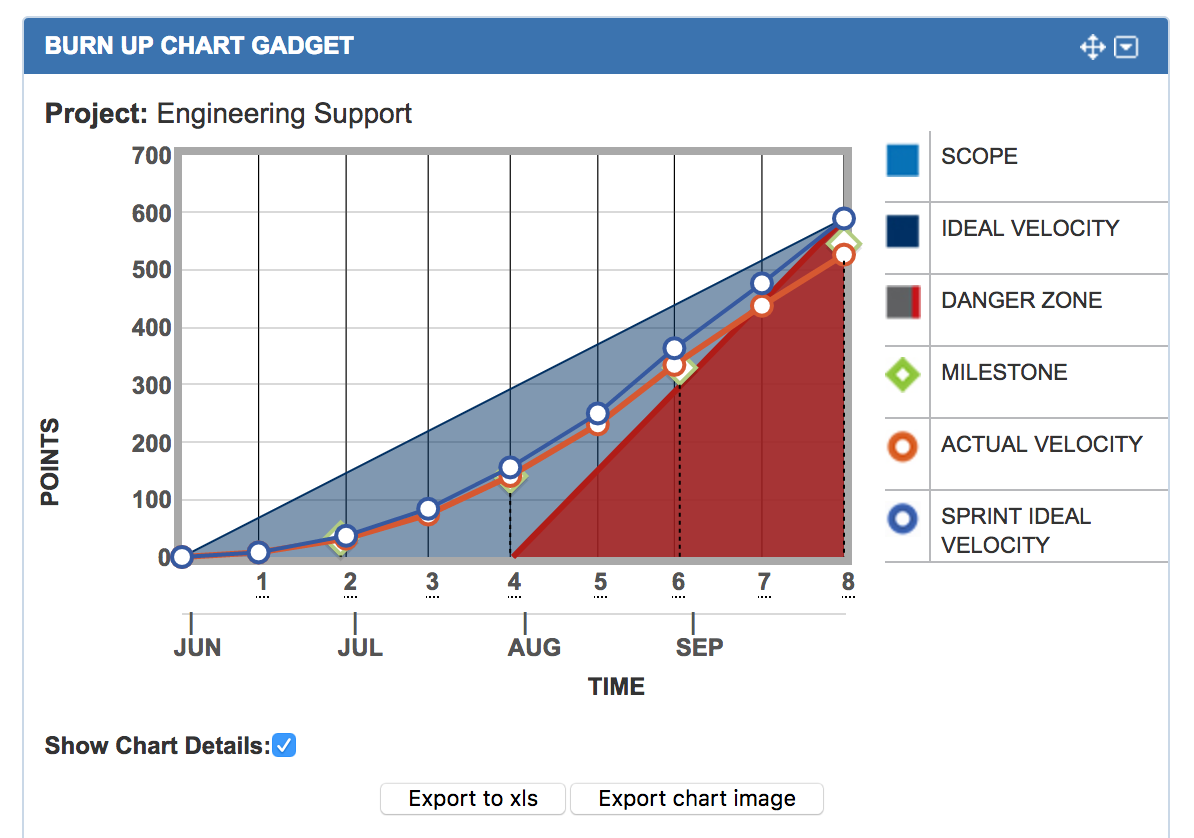 BURN UP CHART GADGET
Project: Engineering Support
700
600
500
400
300
200
100
0
POINTS
1 2 3 4 5 6 7 8
JUN JUL AUG SEP
TIME
SCOPE
IDEAL VELOCITY
DANGER ZONE
MILESTONE
ACTUAL VELOCITY
SPRINT IDEAL
VELOCITY
Show Chart Details:
Export to xls Export chart image